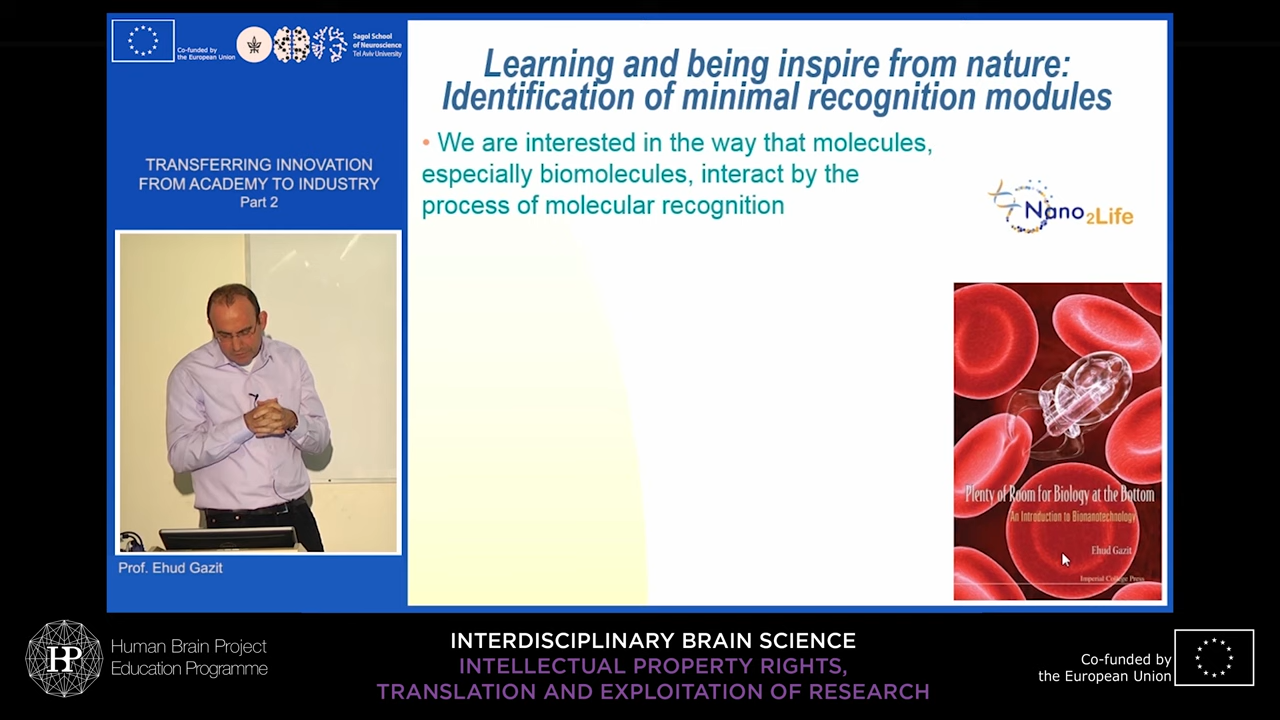 Co-funded by
the European Union
Sagol School
of Neuroscience
Tel Aviv University
TRANSFERRING INNOVATION
FROM ACADEMY TO INDUSTRY
Part 2
Prof. Ehud Gazit
Learning and being inspire from nature:
Identification of minimal recognition modules
• We are interested in the way that molecules,
especially biomolecules, interact by the
process of molecular recognition
Nano2Life
Plenty of Room for Biology at the Bottom
An Introduction to Bionanotechnology
Ehud Gazit
Imperial College Press
HBP
Human Brain Project
Education Programme
INTERDISCIPLINARY BRAIN SCIENCE
INTELLECTUAL PROPERTY RIGHTS,
TRANSLATION AND EXPLOITATION OF RESEARCH
Co-funded by
the European Union